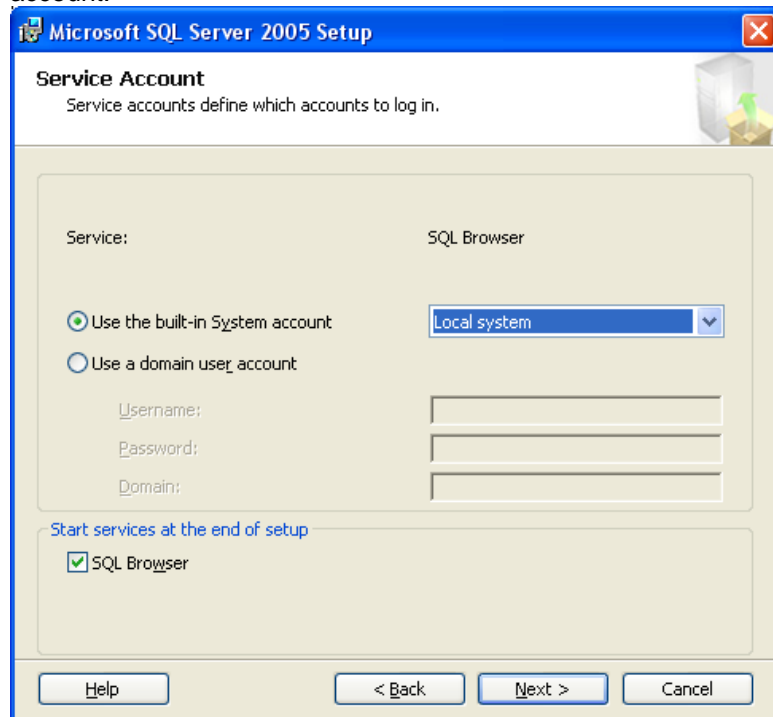 account.
Microsoft SQL Server 2005 Setup
Service Account
Service accounts define which accounts to log in.
Service: SQL Browser
Use the built-in System account Local system
Use a domain user account
Username:
Password:
Domain:
Start services at the end of setup
SQL Browser
Help < Back Next > Cancel